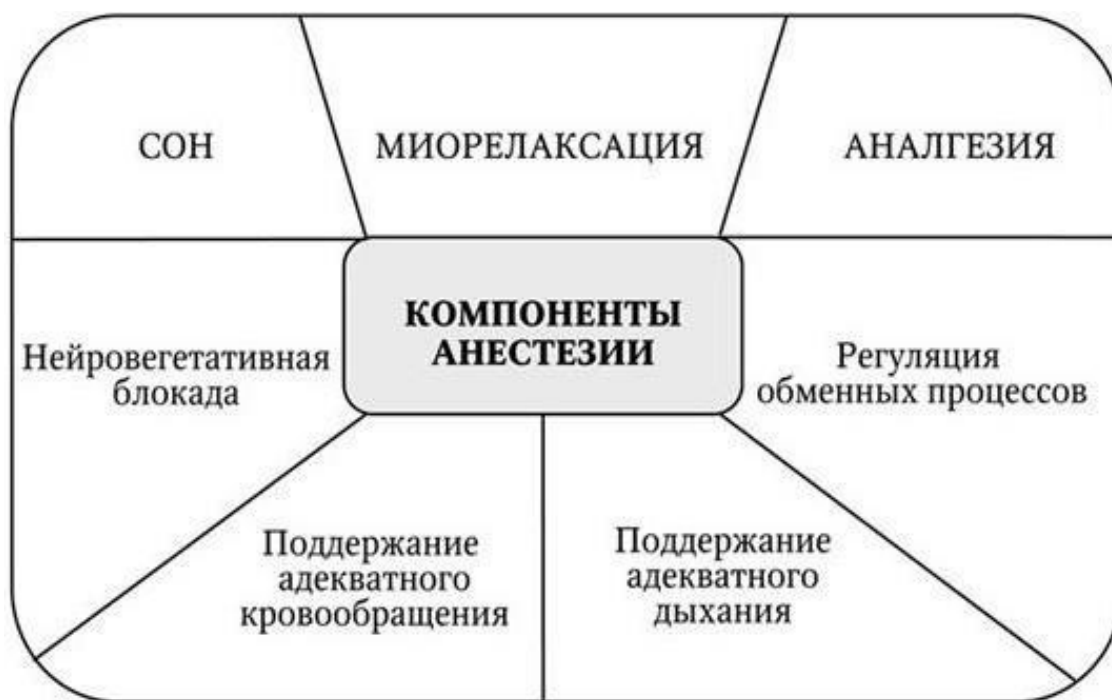 СОН
МИОРЕЛАКСАЦИЯ
АНАЛГЕЗИЯ
КОМПОНЕНТЫ
АНЕСТЕЗИИ
Нейровегетативная
блокада
Регуляция
обменных процессов
Поддержание
адекватного
кровообращения
Поддержание
адекватного
дыхания